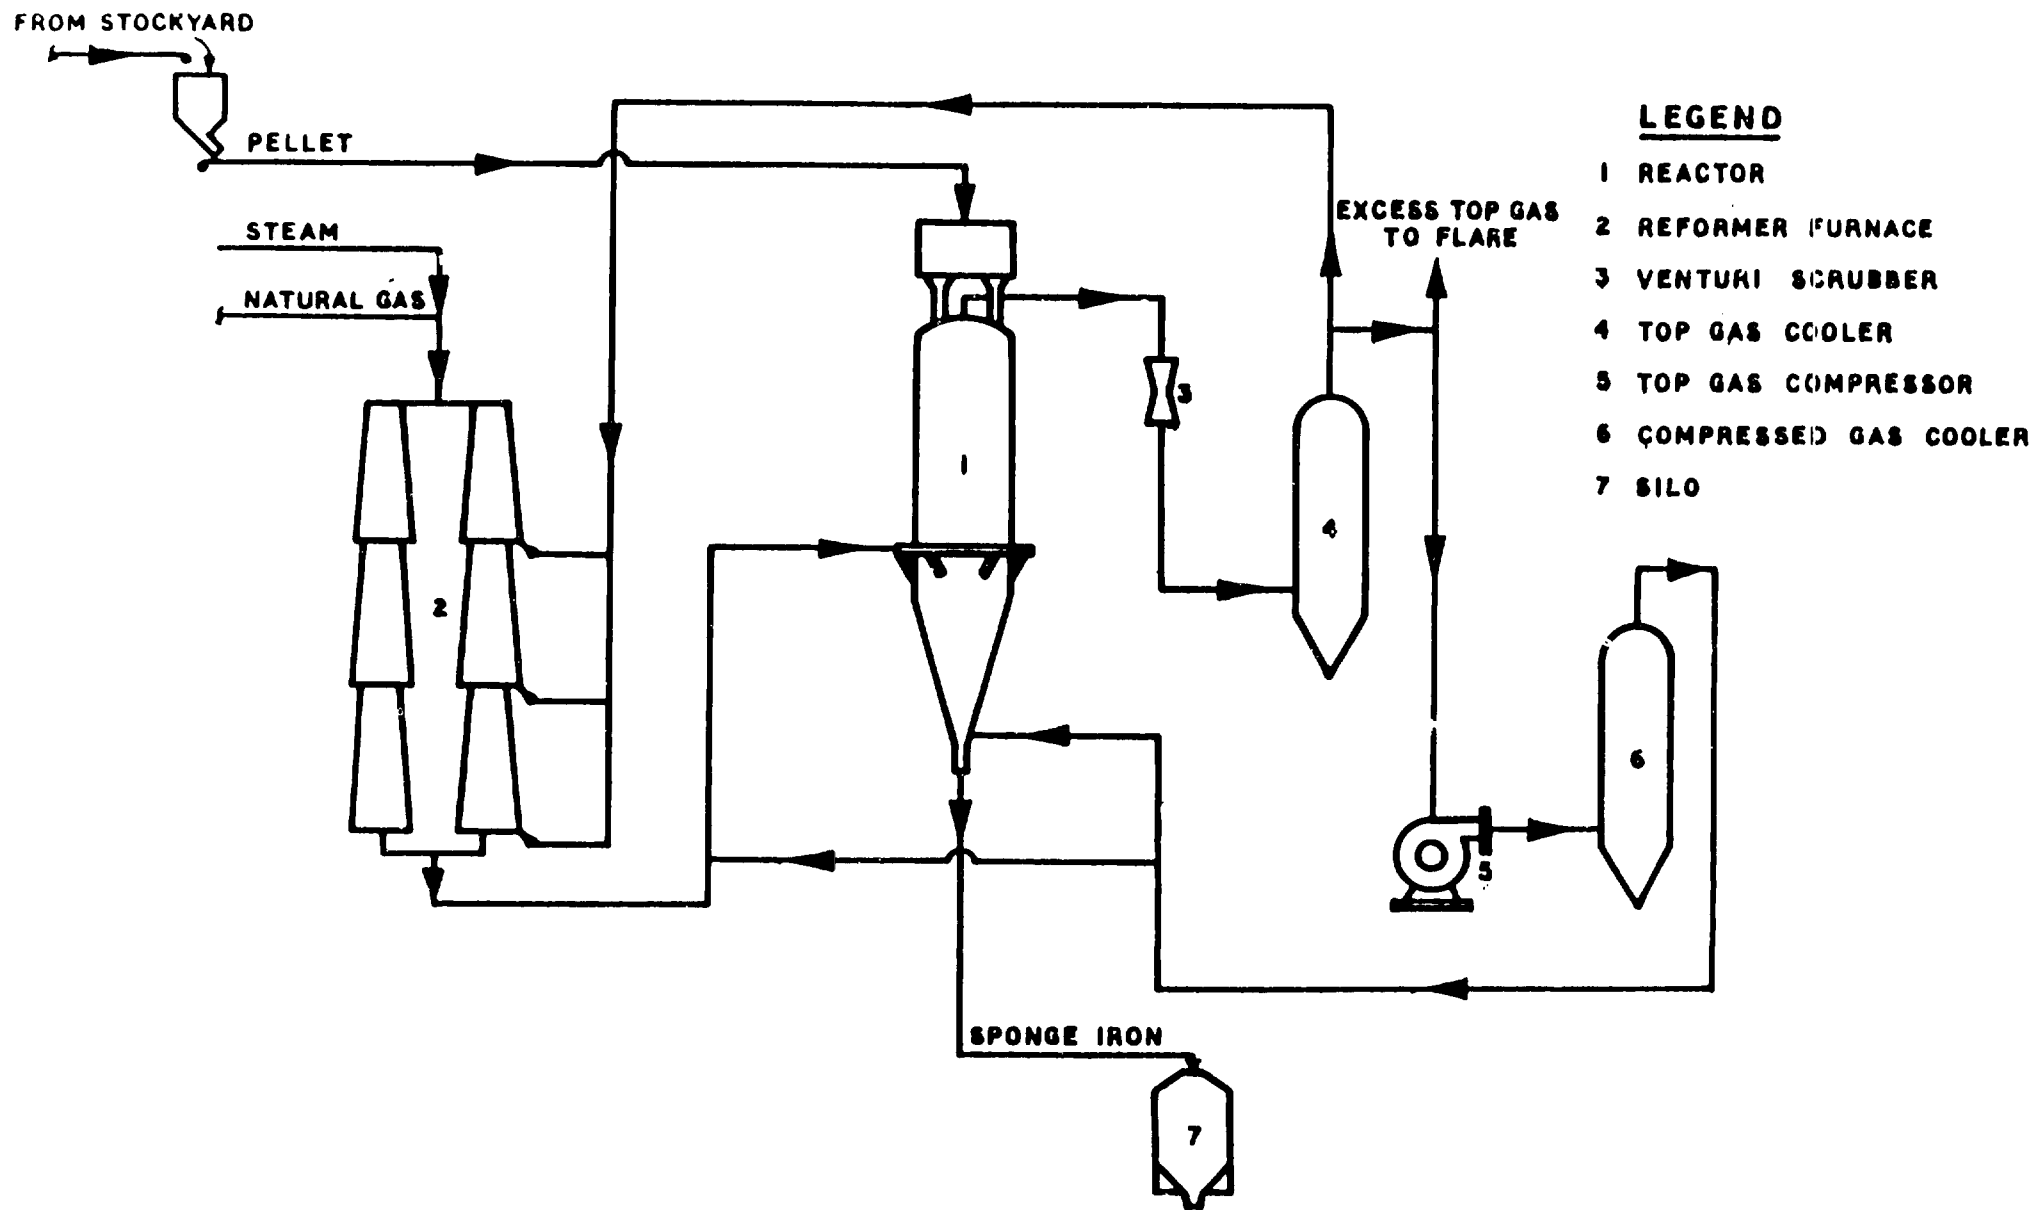 FROM STOCKYARD
PELLET
STEAM
NATURAL GAS
EXCESS TOP GAS
TO FLARE
LEGEND
1 REACTOR
2 REFORMER FURNACE
3 VENTURI SCRUBBER
4 TOP GAS COOLER
5 TOP GAS COMPRESSOR
6 COMPRESSED GAS COOLER
7 SILO
3
1
4
2
6
5
SPONGE IRON
7